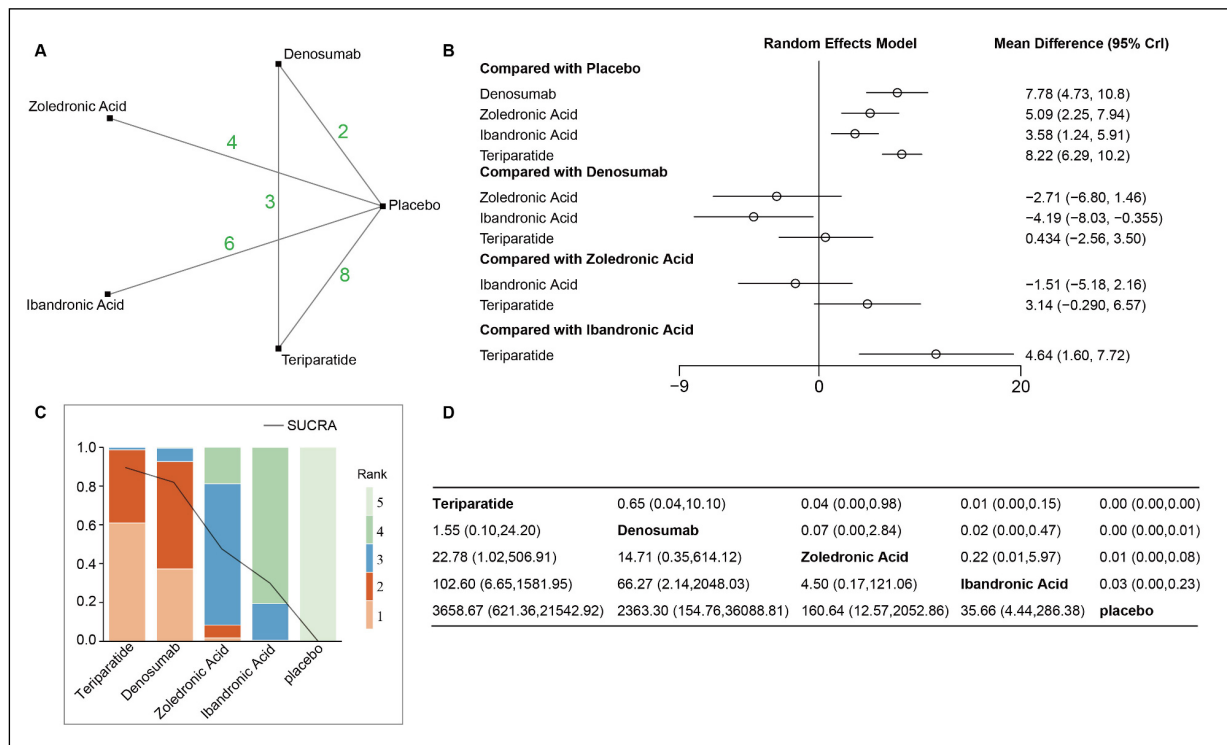 A
Denosumab
Zoledronic Acid
4
2
3
Placebo
6
8
Ibandronic Acid
Teriparatide
B
Random Effects Model Mean Difference (95% Crl)
Compared with Placebo
Denosumab 7.78 (4.73, 10.8)
Zoledronic Acid 5.09 (2.25, 7.94)
Ibandronic Acid 3.58 (1.24, 5.91)
Teriparatide 8.22 (6.29, 10.2)
Compared with Denosumab
Zoledronic Acid −2.71 (−6.80, 1.46)
Ibandronic Acid −4.19 (−8.03, −0.355)
Teriparatide 0.434 (−2.56, 3.50)
Compared with Zoledronic Acid
Ibandronic Acid −1.51 (−5.18, 2.16)
Teriparatide 3.14 (−0.290, 6.57)
Compared with Ibandronic Acid
Teriparatide 4.64 (1.60, 7.72)
−9 0 20
C
SUCRA
1.0
0.8
0.6
0.4
0.2
0.0
Rank
5
4
3
2
1
Teriparatide
Denosumab
Zoledronic Acid
Ibandronic Acid
placebo
D
Teriparatide 0.65 (0.04,10.10) 0.04 (0.00,0.98) 0.01 (0.00,0.15) 0.00 (0.00,0.00)
1.55 (0.10,24.20) Denosumab 0.07 (0.00,2.84) 0.02 (0.00,0.47) 0.00 (0.00,0.01)
22.78 (1.02,506.91) 14.71 (0.35,614.12) Zoledronic Acid 0.22 (0.01,5.97) 0.01 (0.00,0.08)
102.60 (6.65,1581.95) 66.27 (2.14,2048.03) 4.50 (0.17,121.06) Ibandronic Acid 0.03 (0.00,0.23)
3658.67 (621.36,21542.92) 2363.30 (154.76,36088.81) 160.64 (12.57,2052.86) 35.66 (4.44,286.38) placebo